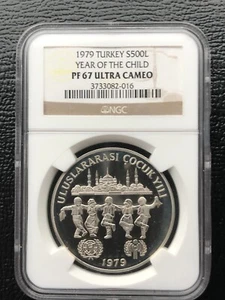 1979 TURKEY S500L
YEAR OF THE CHILD
PF 67 ULTRA CAMEO
3733082-016
NGC
ULUSLARARASI ÇOCUK YILI
1979